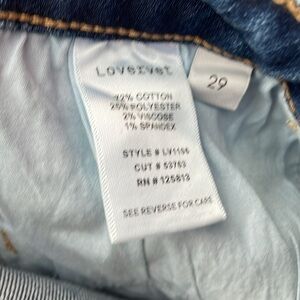 Lovervet
29
72% COTTON
25% POLYESTER
2% VISCOSE
1% SPANDEX
STYLE # LV1196
CUT # 53763
RN # 125813
SEE REVERSE FOR CARE